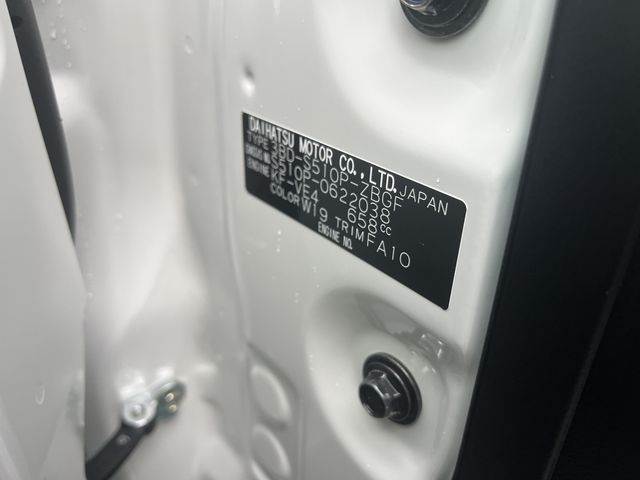 DAIHATSU MOTOR CO., LTD. JAPAN
TYPE 3BD-S510P-ZBGF
CHASSIS NO. S510P-0622038
ENGINE KF-VE4 658cc
COLOR W19 TRIM FA10
ENGINE NO.